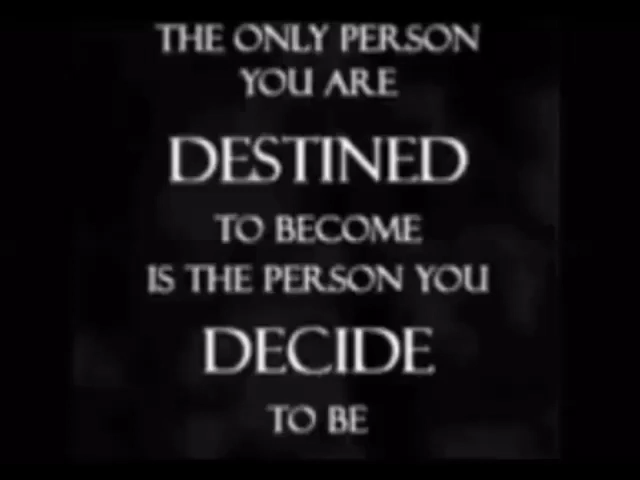 THE ONLY PERSON
YOU ARE
DESTINED
TO BECOME
IS THE PERSON YOU
DECIDE
TO BE